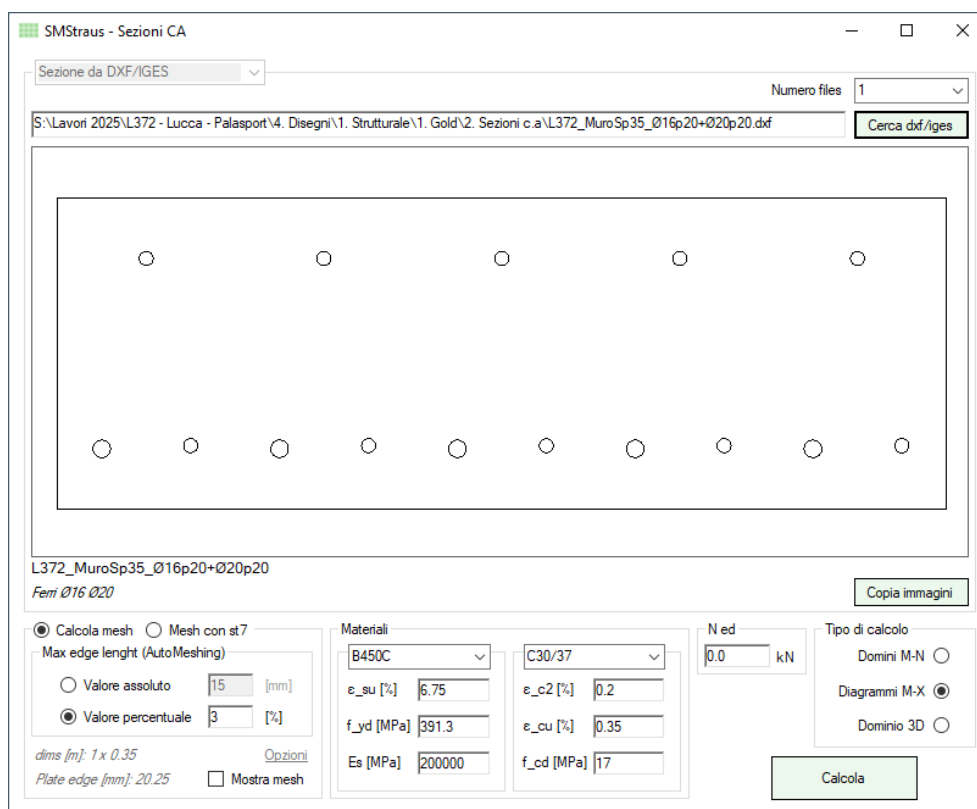 SMStraus - Sezioni CA
Sezione da DXF/IGES
Numero files 1
S:\Lavori 2025\L372 - Lucca - Palasport\4. Disegni\1. Strutturale\1. Gold\2. Sezioni c.a\L372_MuroSp35_Ø16p20+Ø20p20.dxf Cerca dxf/iges
L372_MuroSp35_Ø16p20+Ø20p20
Ferri Ø16 Ø20 Copia immagini
Calcola mesh Mesh con st7
Max edge lenght (AutoMeshing)
Valore assoluto 15 [mm]
Valore percentuale 3 [%]
dims [m]: 1 x 0.35 Opzioni
Plate edge [mm]: 20.25 Mostra mesh
Materiali
B450C C30/37
ε_su [%] 6.75 ε_c2 [%] 0.2
f_yd [MPa] 391.3 ε_cu [%] 0.35
Es [MPa] 200000 f_cd [MPa] 17
N ed
0.0 kN
Tipo di calcolo
Domini M-N
Diagrammi M-X
Dominio 3D
Calcola